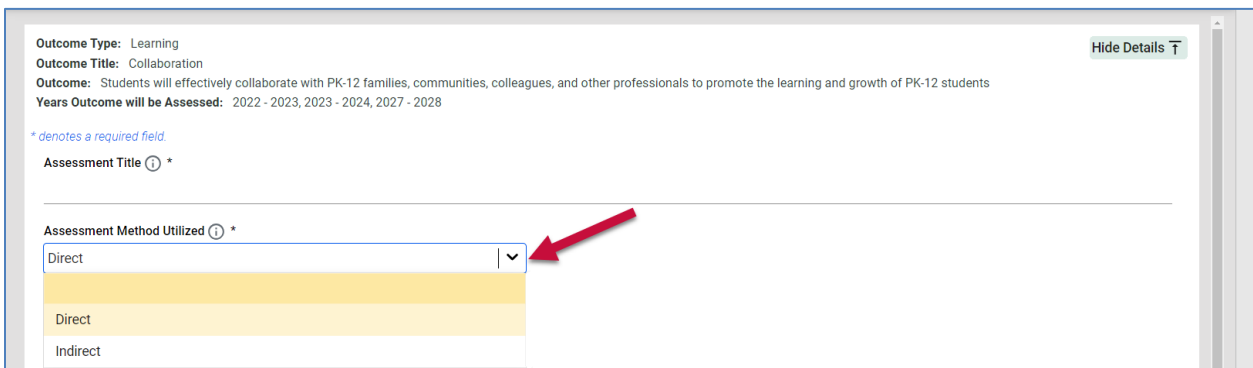 Outcome Type: Learning
Hide Details
Outcome Title: Collaboration
Outcome: Students will effectively collaborate with PK-12 families, communities, colleagues, and other professionals to promote the learning and growth of PK-12 students
Years Outcome will be Assessed: 2022 - 2023, 2023 - 2024, 2027 - 2028
* denotes a required field.
Assessment Title *
Assessment Method Utilized *
Direct
Direct
Indirect